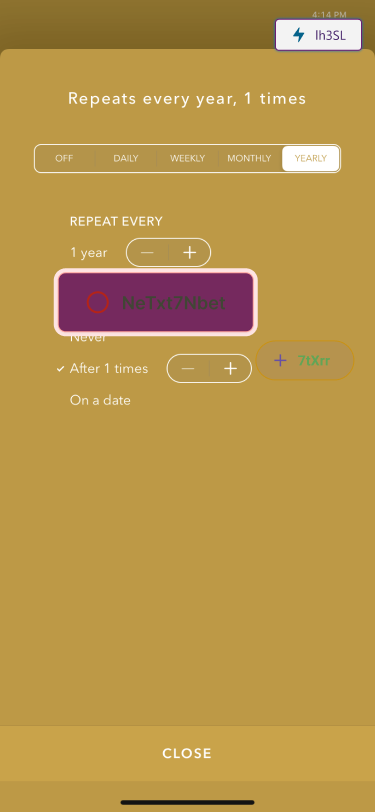 4:14 PM
lh3SL
Repeats every year, 1 times
OFF DAILY WEEKLY MONTHLY YEARLY
REPEAT EVERY
1 year
NeTxt7Nbet
Never
After 1 times
7tXrr
On a date
CLOSE